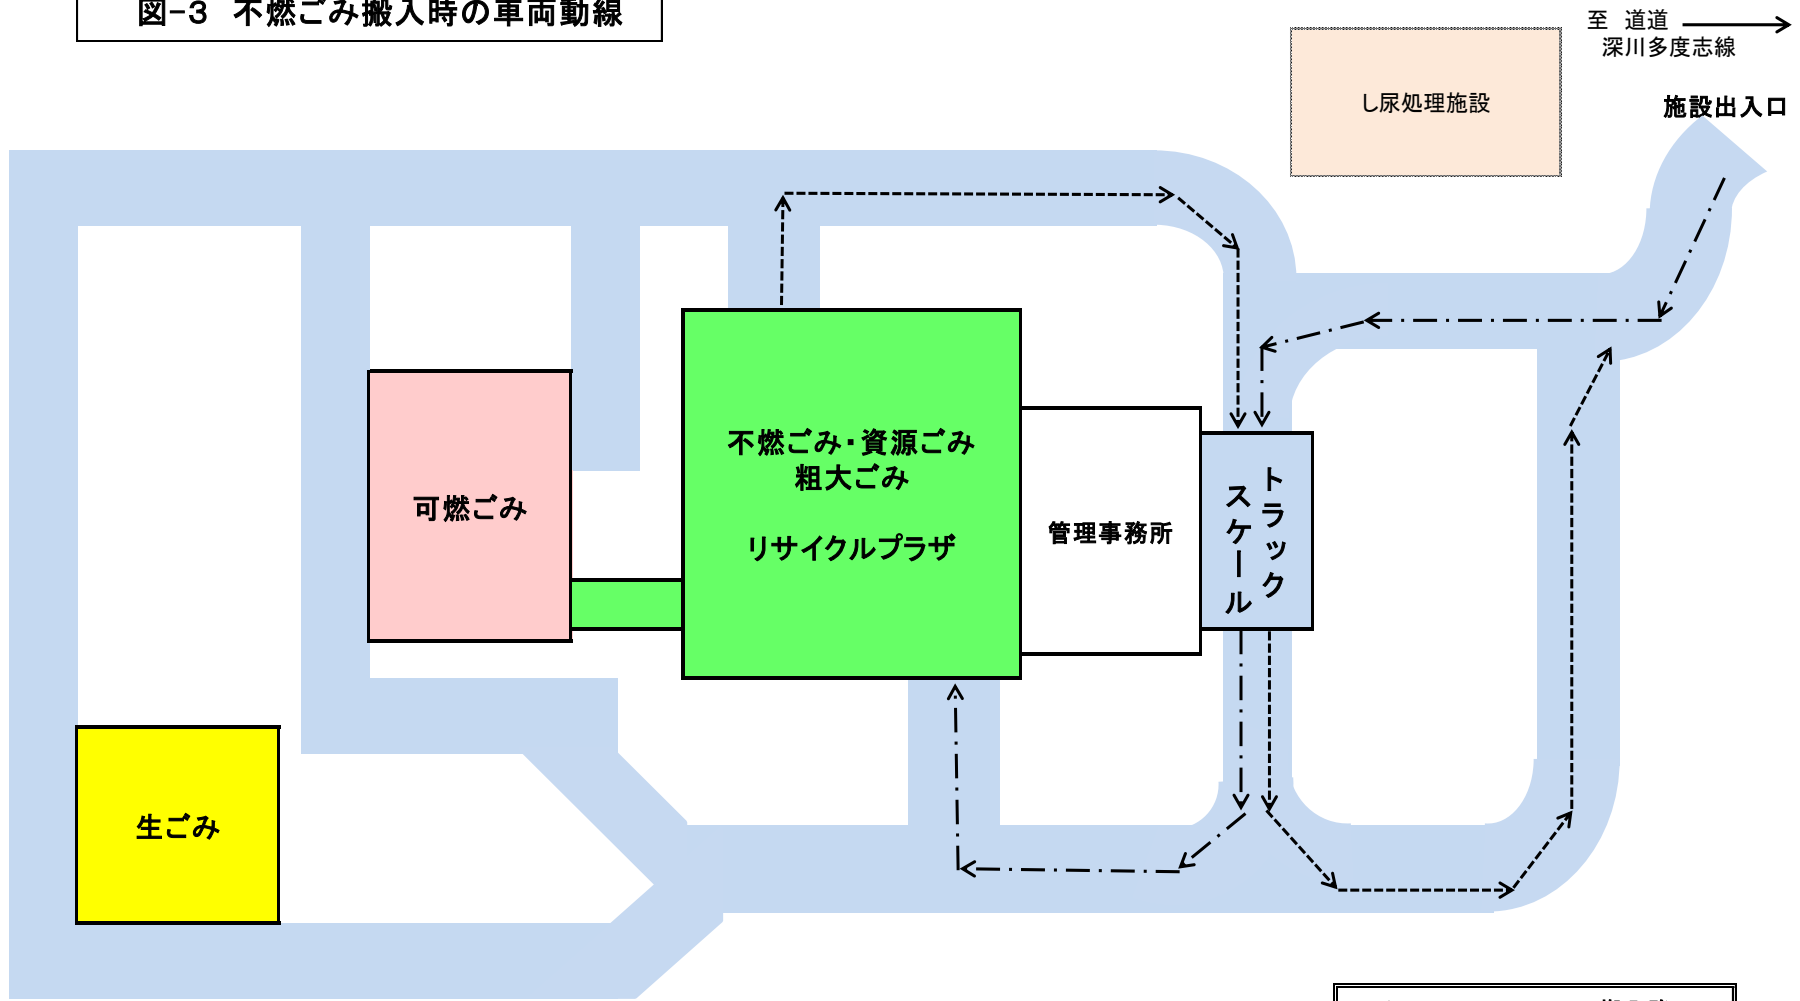 図-3　不燃ごみ搬入時の車両動線
至　道道
深川多度志線
施設出入口
し尿処理施設
不燃ごみ・資源ごみ
粗大ごみ
リサイクルプラザ
可燃ごみ
管理事務所
トラック
スケール
生ごみ